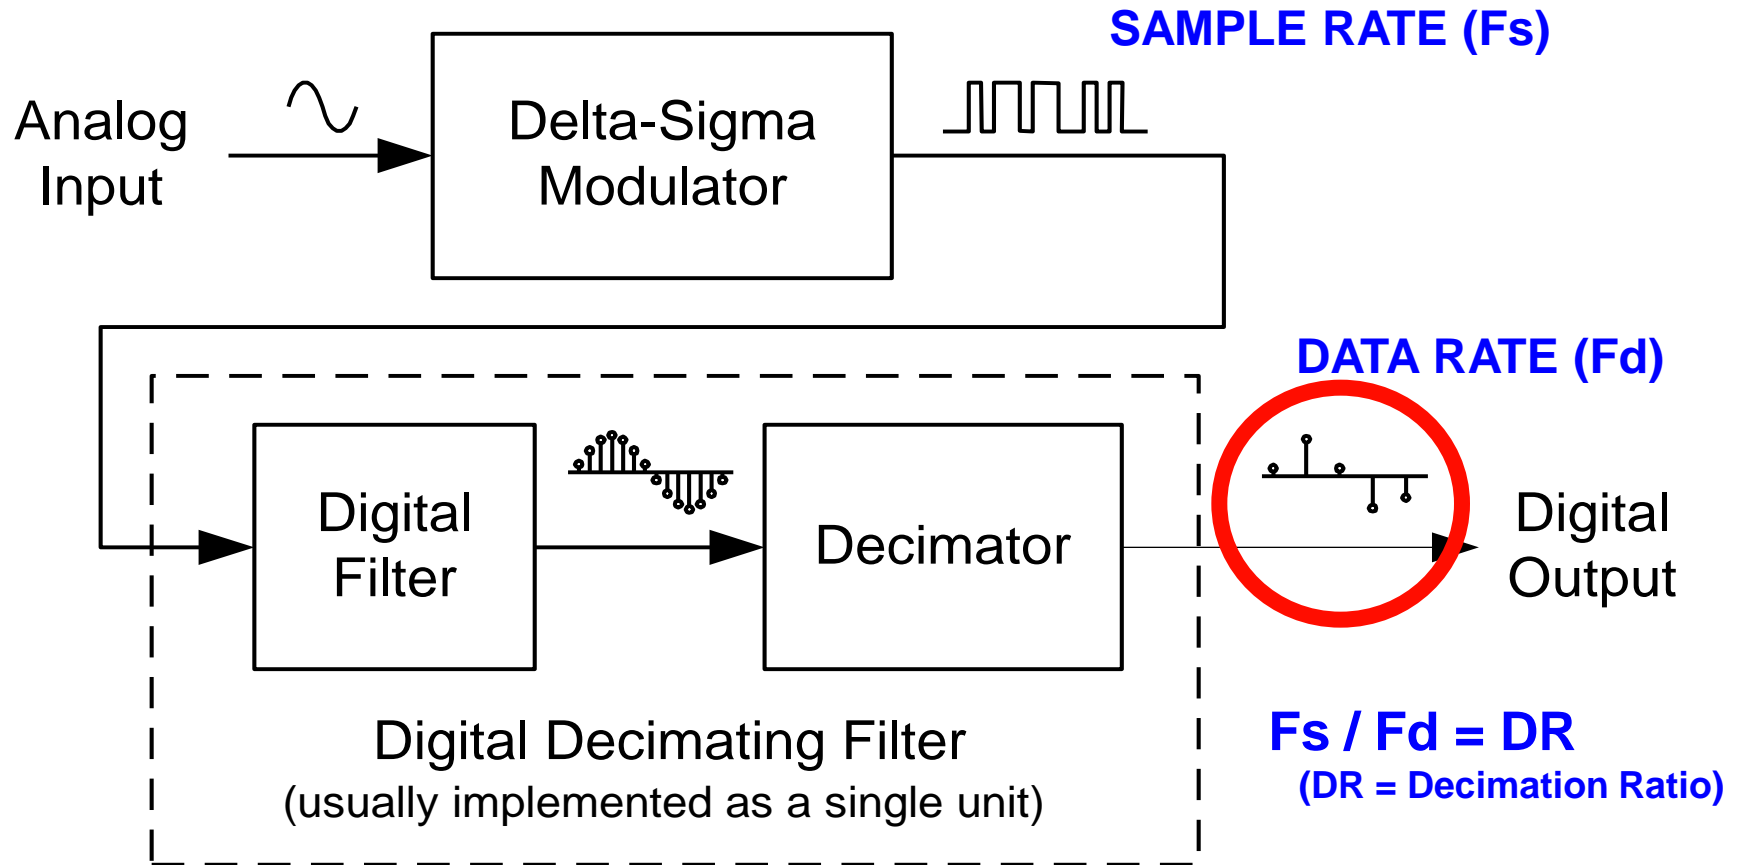 SAMPLE RATE (Fs)
Analog
Input
Delta-Sigma
Modulator
DATA RATE (Fd)
Digital
Filter
Decimator
Digital
Output
Digital Decimating Filter
(usually implemented as a single unit)
Fs / Fd = DR
(DR = Decimation Ratio)